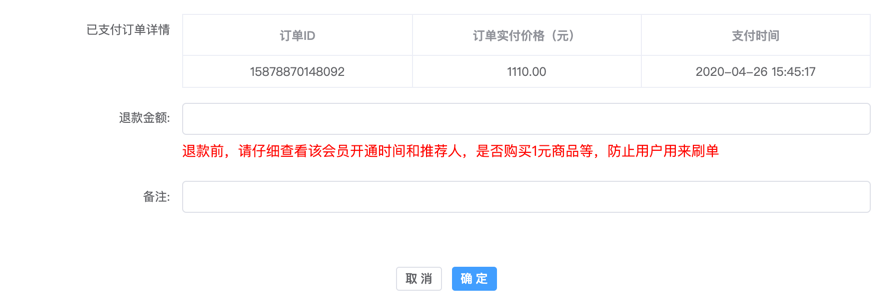 已支付订单详情
订单ID 订单实付价格（元） 支付时间
15878870148092 1110.00 2020-04-26 15:45:17
退款金额:
退款前，请仔细查看该会员开通时间和推荐人，是否购买1元商品等，防止用户用来刷单
备注:
取 消 确 定